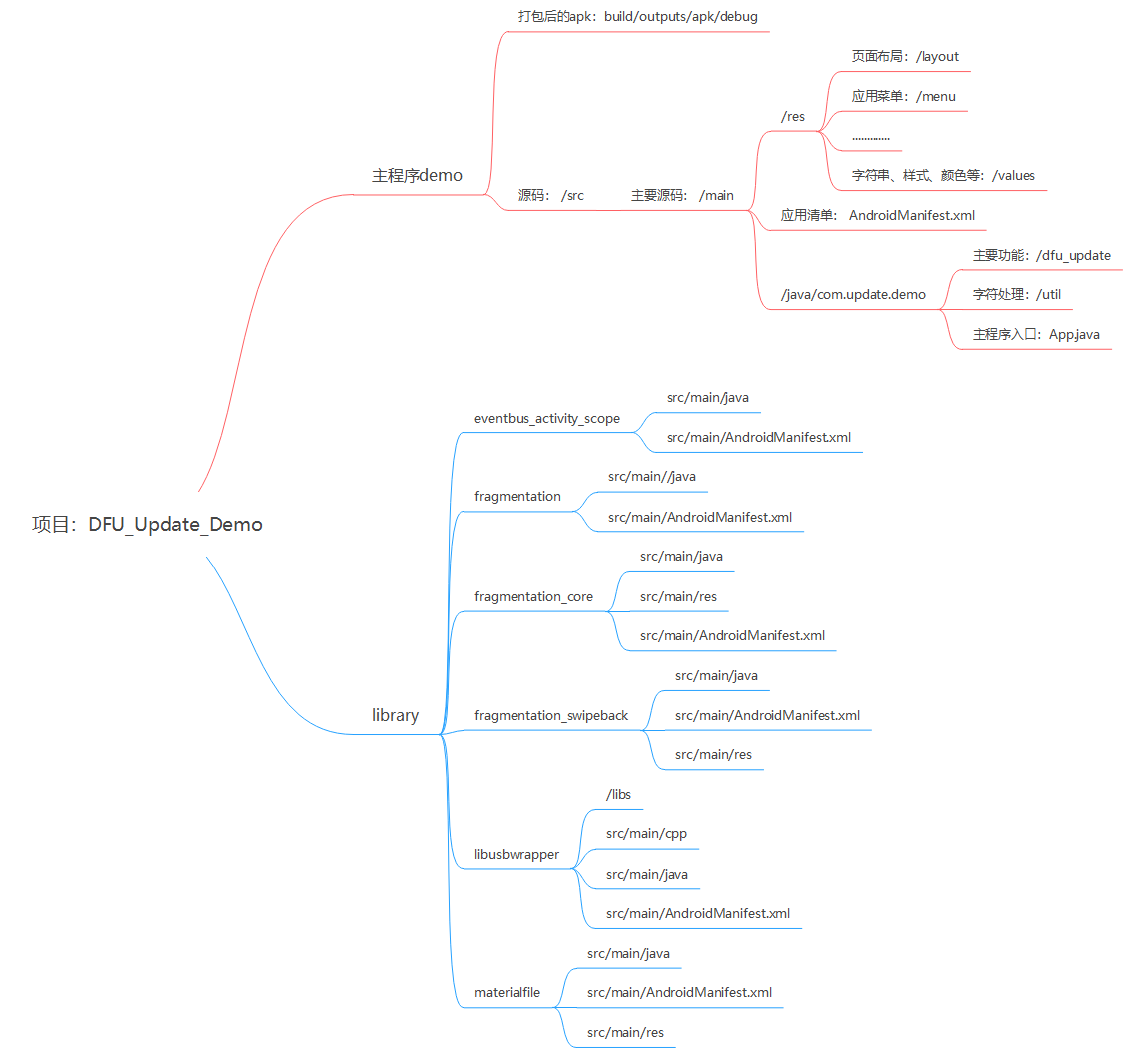 打包后的apk：build/outputs/apk/debug
页面布局：/layout
应用菜单：/menu
/res
.............
主程序demo
字符串、样式、颜色等：/values
源码： /src
主要源码： /main
应用清单： AndroidManifest.xml
主要功能：/dfu_update
/java/com.update.demo
字符处理：/util
主程序入口：App.java
src/main/java
eventbus_activity_scope
src/main/AndroidManifest.xml
src/main//java
fragmentation
src/main/AndroidManifest.xml
项目：DFU_Update_Demo
src/main/java
fragmentation_core
src/main/res
src/main/AndroidManifest.xml
src/main/java
library
fragmentation_swipeback
src/main/AndroidManifest.xml
src/main/res
/libs
src/main/cpp
libusbwrapper
src/main/java
src/main/AndroidManifest.xml
src/main/java
materialfile
src/main/AndroidManifest.xml
src/main/res